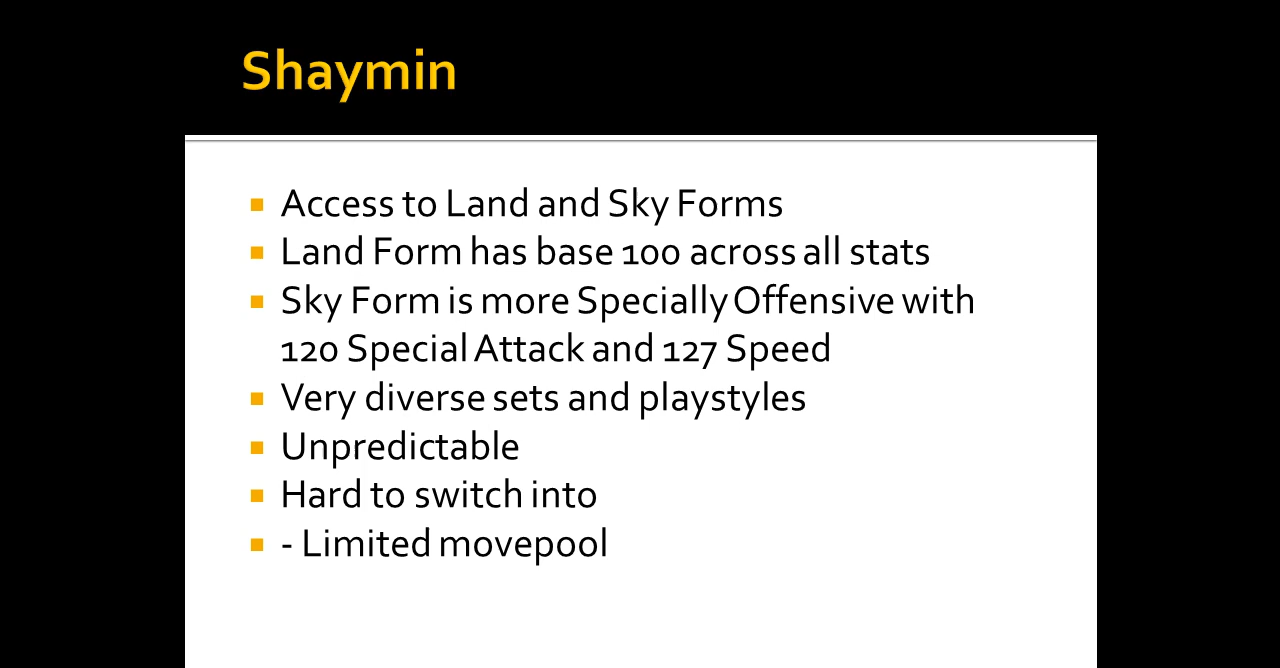 Shaymin
Access to Land and Sky Forms
Land Form has base 100 across all stats
Sky Form is more Specially Offensive with
120 Special Attack and 127 Speed
Very diverse sets and playstyles
Unpredictable
Hard to switch into
- Limited movepool